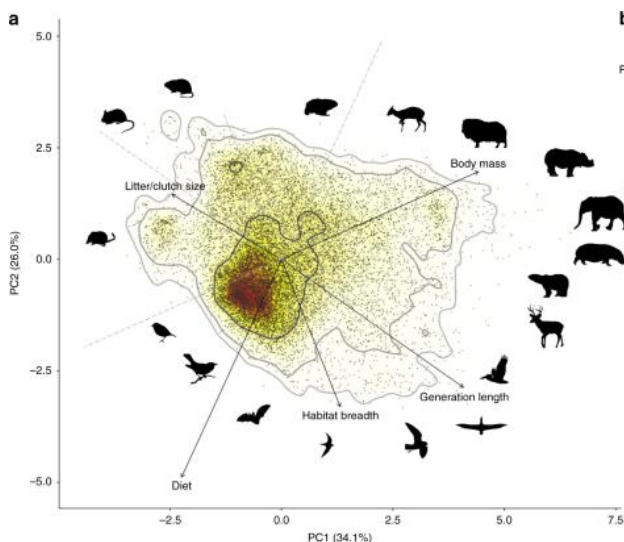 a
b
5.0
2.5
0.0
−2.5
−5.0
PC2 (26.0%)
Body mass
Litter/clutch size
Generation length
Habitat breadth
Diet
−2.5
0.0
2.5
5.0
7.5
PC1 (34.1%)